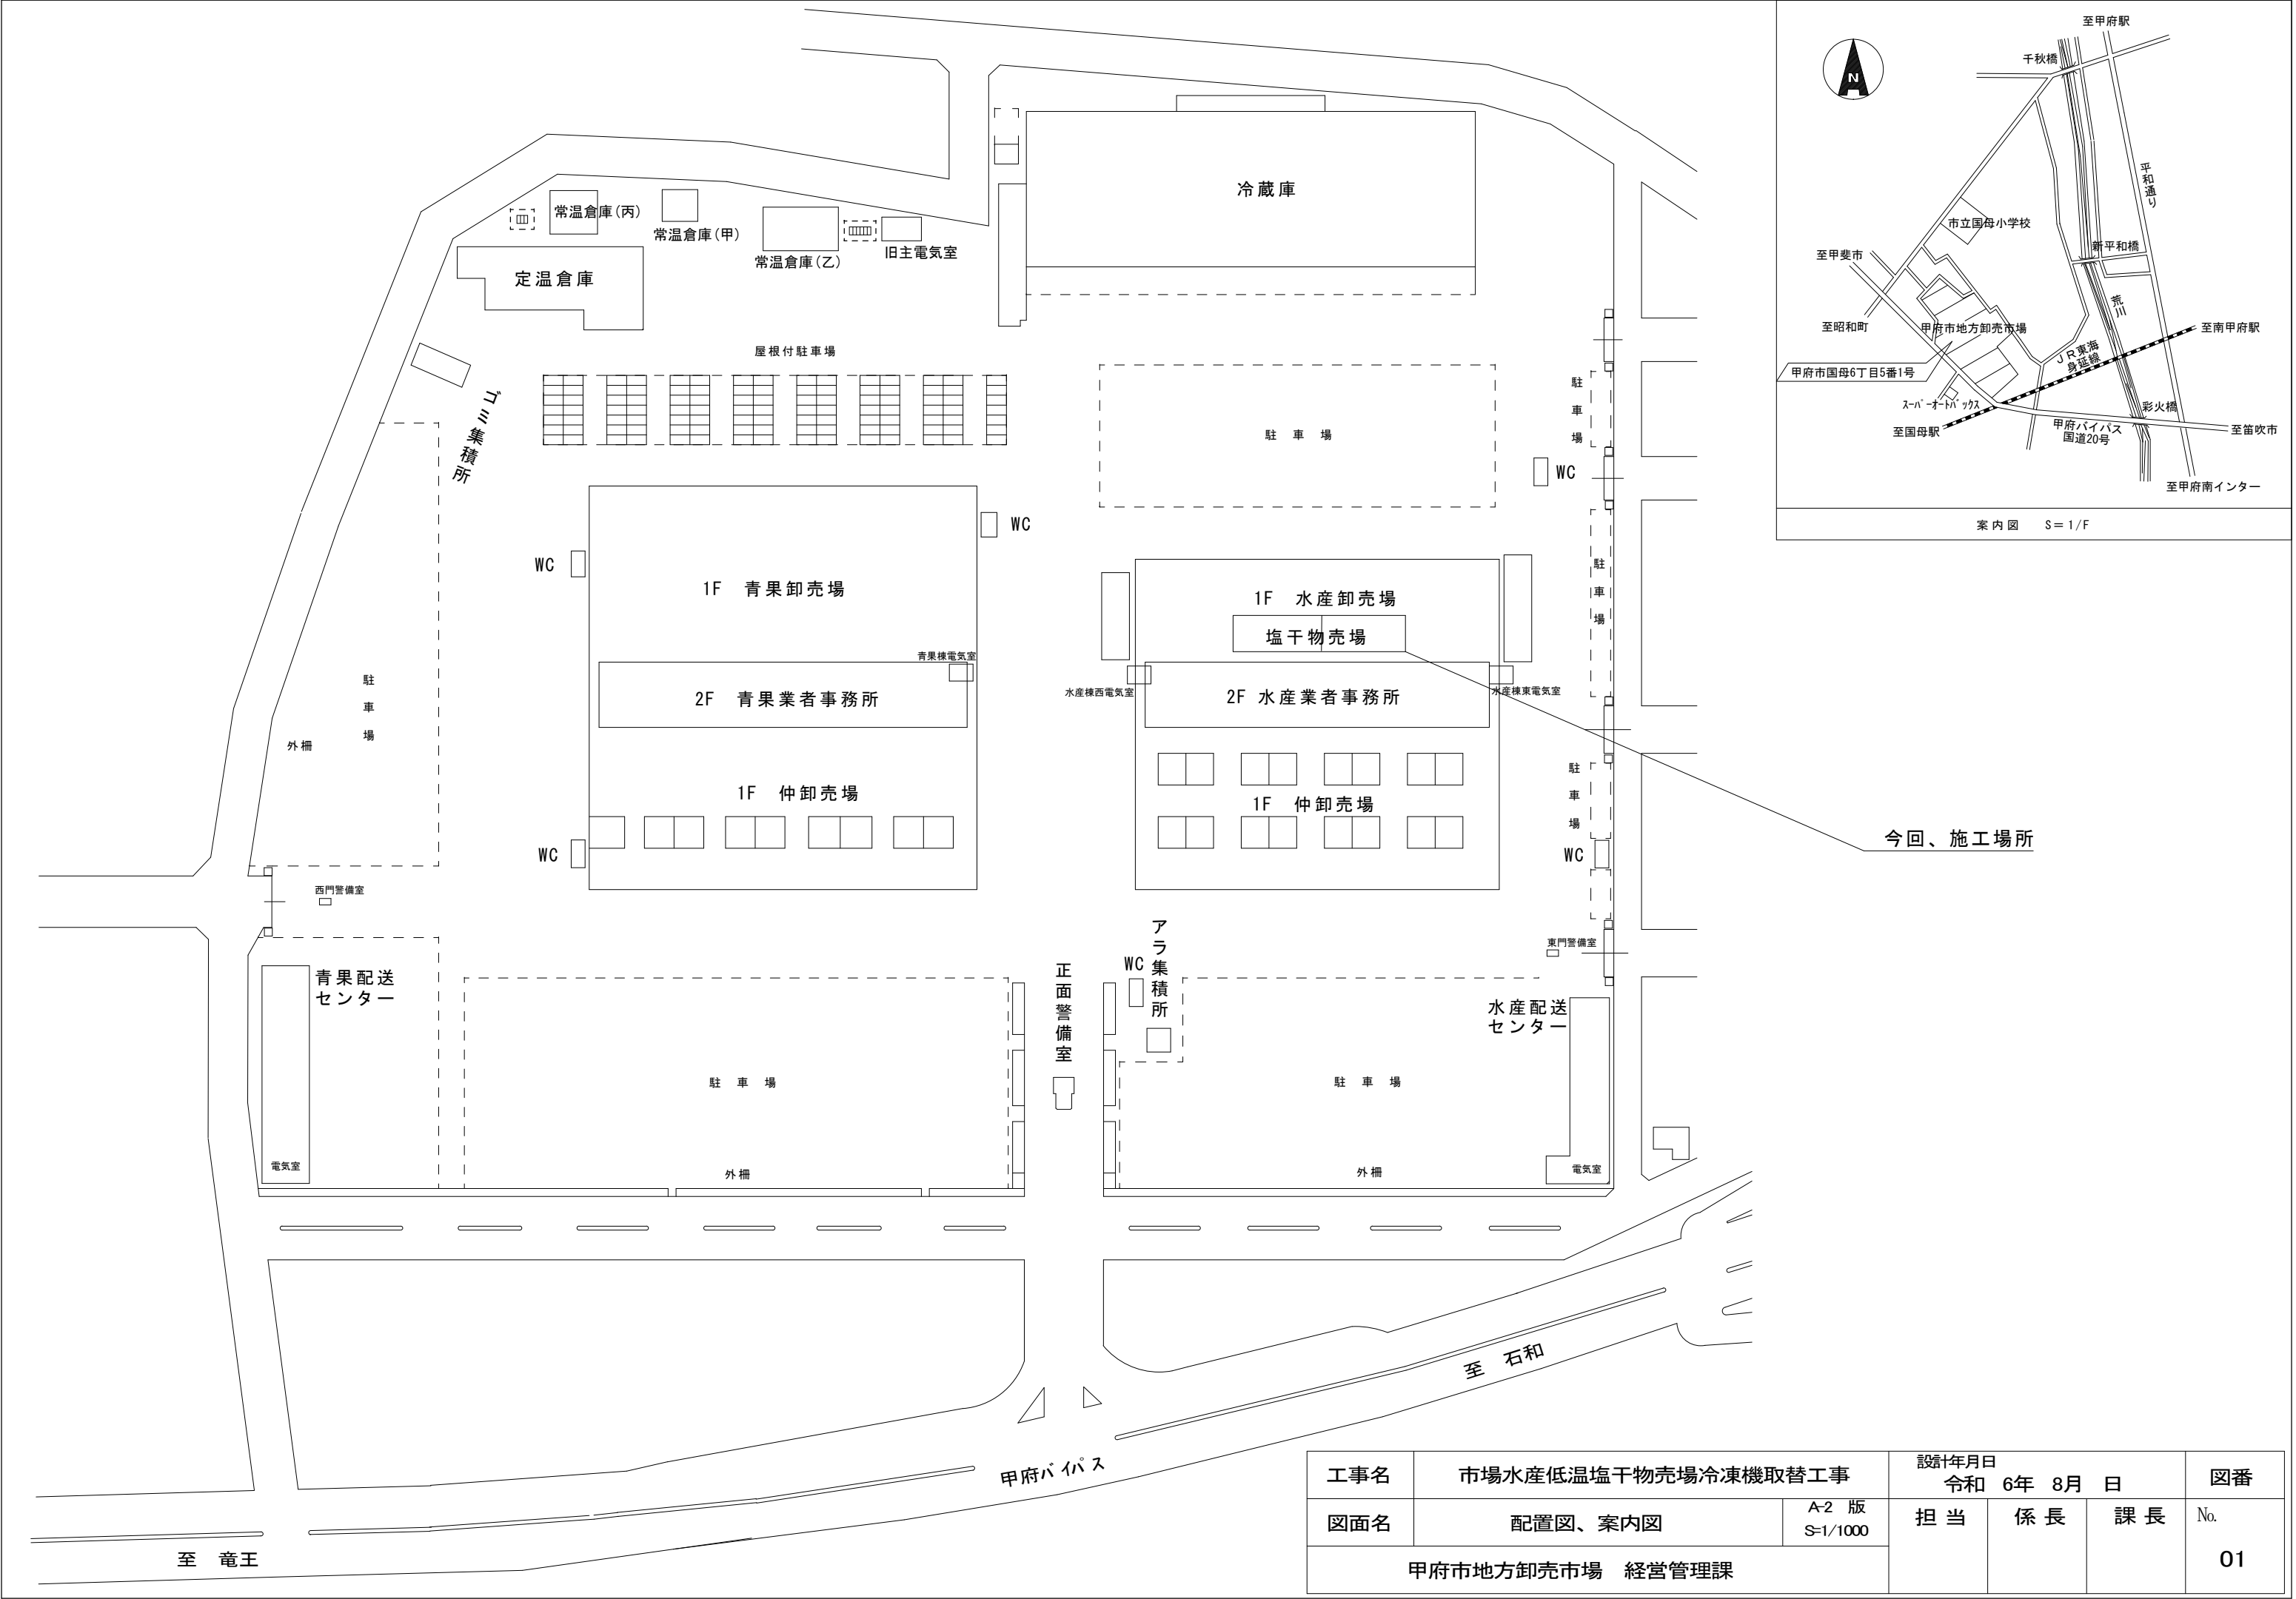 冷蔵庫
常温倉庫(丙)
常温倉庫(甲)
常温倉庫(乙)
旧主電気室
定温倉庫
屋根付駐車場
ゴミ集積所
駐車場
駐車場
WC
WC
WC
1F 青果卸売場
青果棟電気室
2F 青果業者事務所
1F 仲卸売場
WC
1F 水産卸売場
塩干物売場
水産棟西電気室
2F 水産業者事務所
水産棟東電気室
1F 仲卸売場
駐車場
駐車場
外柵
駐車場
WC
今回、施工場所
西門警備室
東門警備室
青果配送
センター
正面警備室
WC
アラ集積所
水産配送
センター
駐車場
駐車場
電気室
外柵
外柵
電気室
至 石和
甲府バイパス
至 竜王
N
至甲府駅
千秋橋
平和通り
市立国母小学校
新平和橋
至甲斐市
荒川
至昭和町
甲府市地方卸売市場
至南甲府駅
JR東海
身延線
甲府市国母6丁目5番1号
スーパーオートバックス
彩火橋
至国母駅
甲府バイパス
国道20号
至笛吹市
至甲府南インター
案内図 S=1/F
工事名
市場水産低温塩干物売場冷凍機取替工事
設計年月日
令和 6年 8月 日
図番
図面名
配置図、案内図
A-2 版
S=1/1000
担当
係長
課長
No.
01
甲府市地方卸売市場 経営管理課